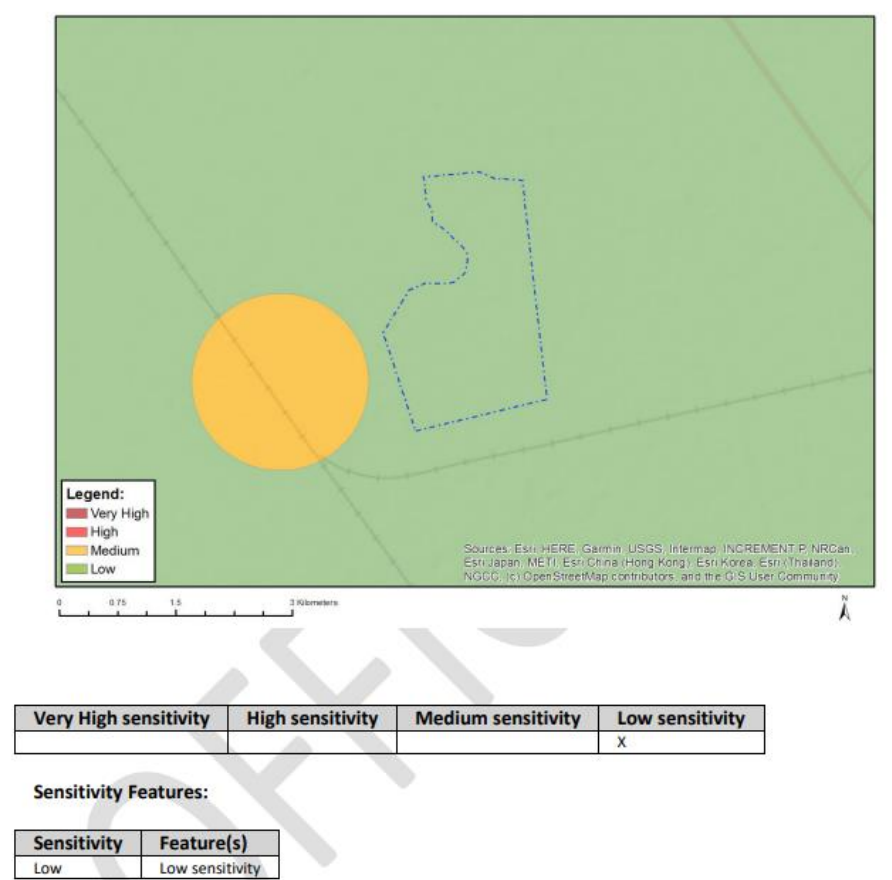 Legend:
Very High
High
Medium
Low
Sources: Esri, HERE, Garmin, USGS, Intermap, INCREMENT P, NRCan,
Esri Japan, METI, Esri China (Hong Kong), Esri Korea, Esri (Thailand),
NGCC, (c) OpenStreetMap contributors, and the GIS User Community
0 0.75 1.5 3 Kilometers
N
Very High sensitivity High sensitivity Medium sensitivity Low sensitivity
X
Sensitivity Features:
Sensitivity Feature(s)
Low Low sensitivity